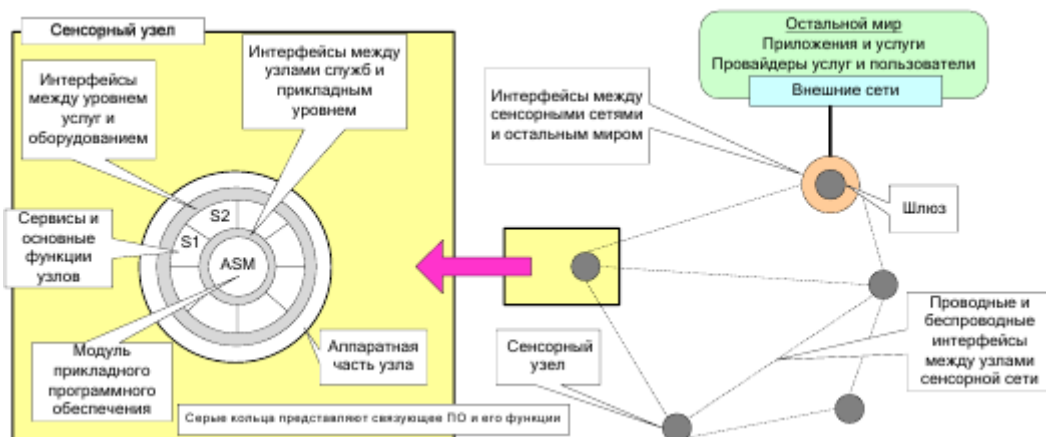 Сенсорный узел
Интерфейсы
между уровнем
услуг и
оборудованием
Интерфейсы между
узлами служб и
прикладным
уровнем
Сервисы и
основные
функции
узлов
S2
S1
ASM
Модуль
прикладного
программного
обеспечения
Аппаратная
часть узла
Серые кольца представляют связующее ПО и его функции
Остальной мир
Приложения и услуги
Провайдеры услуг и пользователи
Внешние сети
Интерфейсы между
сенсорными сетями
и остальным миром
Шлюз
Сенсорный
узел
Проводные и
беспроводные
интерфейсы
между узлами
сенсорной сети